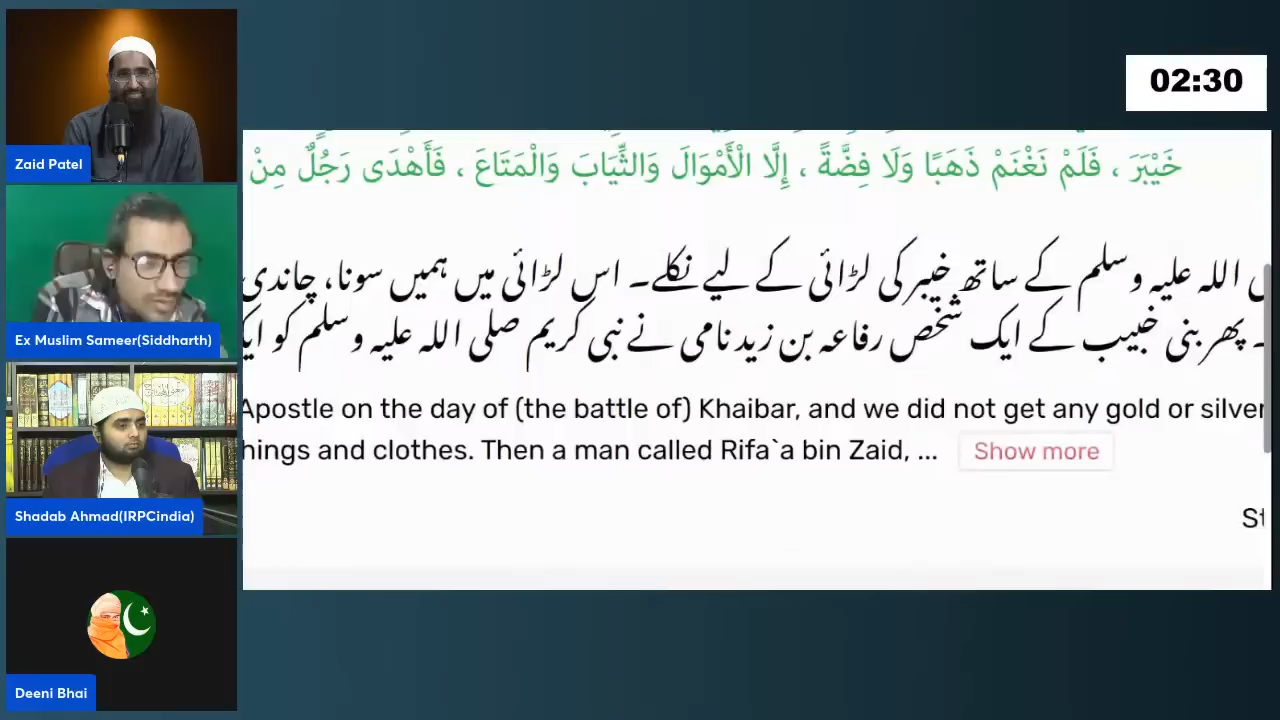 02:30
Zaid Patel
Ex Muslim Sameer(Siddharth)
Shadab Ahmad(IRPCindia)
Deeni Bhai
خَيْبَرَ ، فَلَمْ نَغْنَمْ ذَهَبًا وَلَا فِضَّةً ، إِلَّا الْأَمْوَالَ وَالثِّيَابَ وَالْمَتَاعَ ، فَأَهْدَى رَجُلٌ مِنْ
اللہ علیہ وسلم کے ساتھ خیبر کی لڑائی کے لیے نکلے۔ اس لڑائی میں ہمیں سونا، چاندی
۔ پھر بنی خبیب کے ایک شخص رفاعہ بن زید نامی نے نبی کریم صلی اللہ علیہ وسلم کو
Apostle on the day of (the battle of) Khaibar, and we did not get any gold or silver
hings and clothes. Then a man called Rifa`a bin Zaid, ...
Show more
St